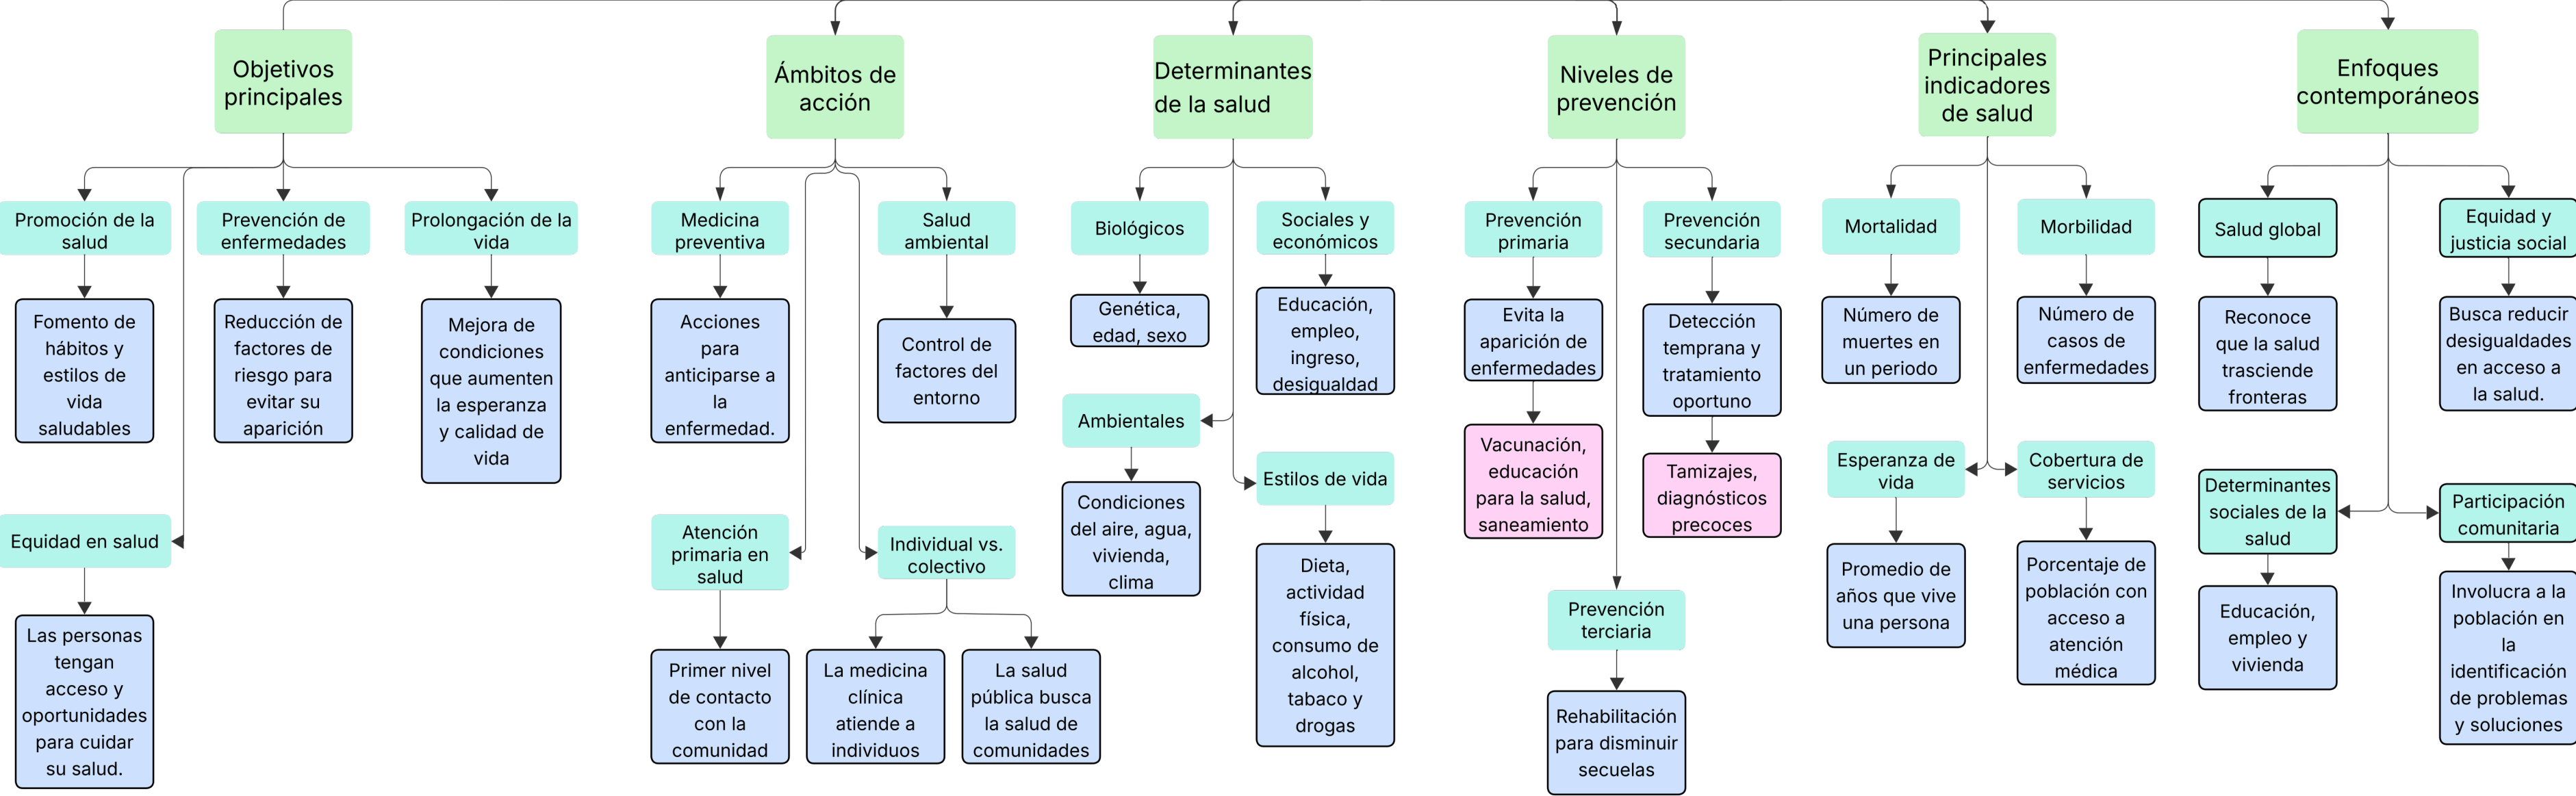 Objetivos
principales
Promoción de la
salud
Fomento de
hábitos y
estilos de
vida
saludables
Prevención de
enfermedades
Reducción de
factores de
riesgo para
evitar su
aparición
Prolongación de la
vida
Mejora de
condiciones
que aumenten
la esperanza
y calidad de
vida
Equidad en salud
Las personas
tengan
acceso y
oportunidades
para cuidar
su salud.
Ámbitos de
acción
Medicina
preventiva
Acciones
para
anticiparse a
la
enfermedad.
Salud
ambiental
Control de
factores del
entorno
Atención
primaria en
salud
Primer nivel
de contacto
con la
comunidad
Individual vs.
colectivo
La medicina
clínica
atiende a
individuos
La salud
pública busca
la salud de
comunidades
Determinantes
de la salud
Biológicos
Genética,
edad, sexo
Sociales y
económicos
Educación,
empleo,
ingreso,
desigualdad
Ambientales
Condiciones
del aire, agua,
vivienda,
clima
Estilos de vida
Dieta,
actividad
física,
consumo de
alcohol,
tabaco y
drogas
Niveles de
prevención
Prevención
primaria
Evita la
aparición de
enfermedades
Vacunación,
educación
para la salud,
saneamiento
Prevención
secundaria
Detección
temprana y
tratamiento
oportuno
Tamizajes,
diagnósticos
precoces
Prevención
terciaria
Rehabilitación
para disminuir
secuelas
Principales
indicadores
de salud
Mortalidad
Número de
muertes en
un periodo
Morbilidad
Número de
casos de
enfermedades
Esperanza de
vida
Promedio de
años que vive
una persona
Cobertura de
servicios
Porcentaje de
población con
acceso a
atención
médica
Enfoques
contemporáneos
Salud global
Reconoce
que la salud
trasciende
fronteras
Equidad y
justicia social
Busca reducir
desigualdades
en acceso a
la salud.
Determinantes
sociales de la
salud
Educación,
empleo y
vivienda
Participación
comunitaria
Involucra a la
población en
la
identificación
de problemas
y soluciones